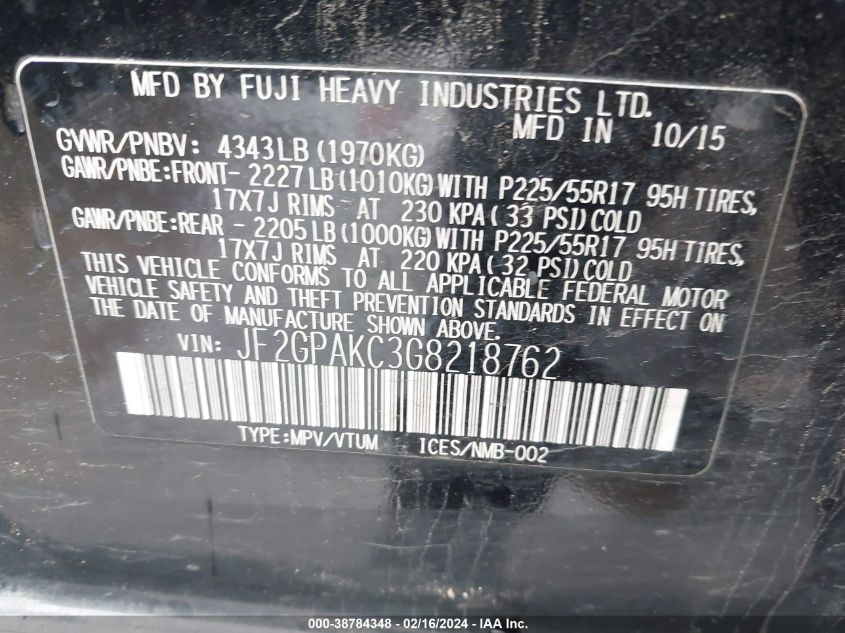 MFD BY FUJI HEAVY INDUSTRIES LTD.
MFD IN 10/15
GVWR/PNBV: 4343LB (1970KG)
GAWR/PNBE:FRONT- 2227LB (1010KG) WITH P225/55R17 95H TIRES,
17X7J RIMS AT 230 KPA ( 33 PSI) COLD
GAWR/PNBE:REAR - 2205LB (1000KG) WITH P225/55R17 95H TIRES,
17X7J RIMS AT 220 KPA ( 32 PSI) COLD
THIS VEHICLE CONFORMS TO ALL APPLICABLE FEDERAL MOTOR
VEHICLE SAFETY AND THEFT PREVENTION STANDARDS IN EFFECT ON
THE DATE OF MANUFACTURE SHOWN ABOVE.
VIN: JF2GPAKC3G8218762
TYPE:MPV/VTUM ICES/NMB-002
000-38784348 - 02/16/2024 - IAA Inc.